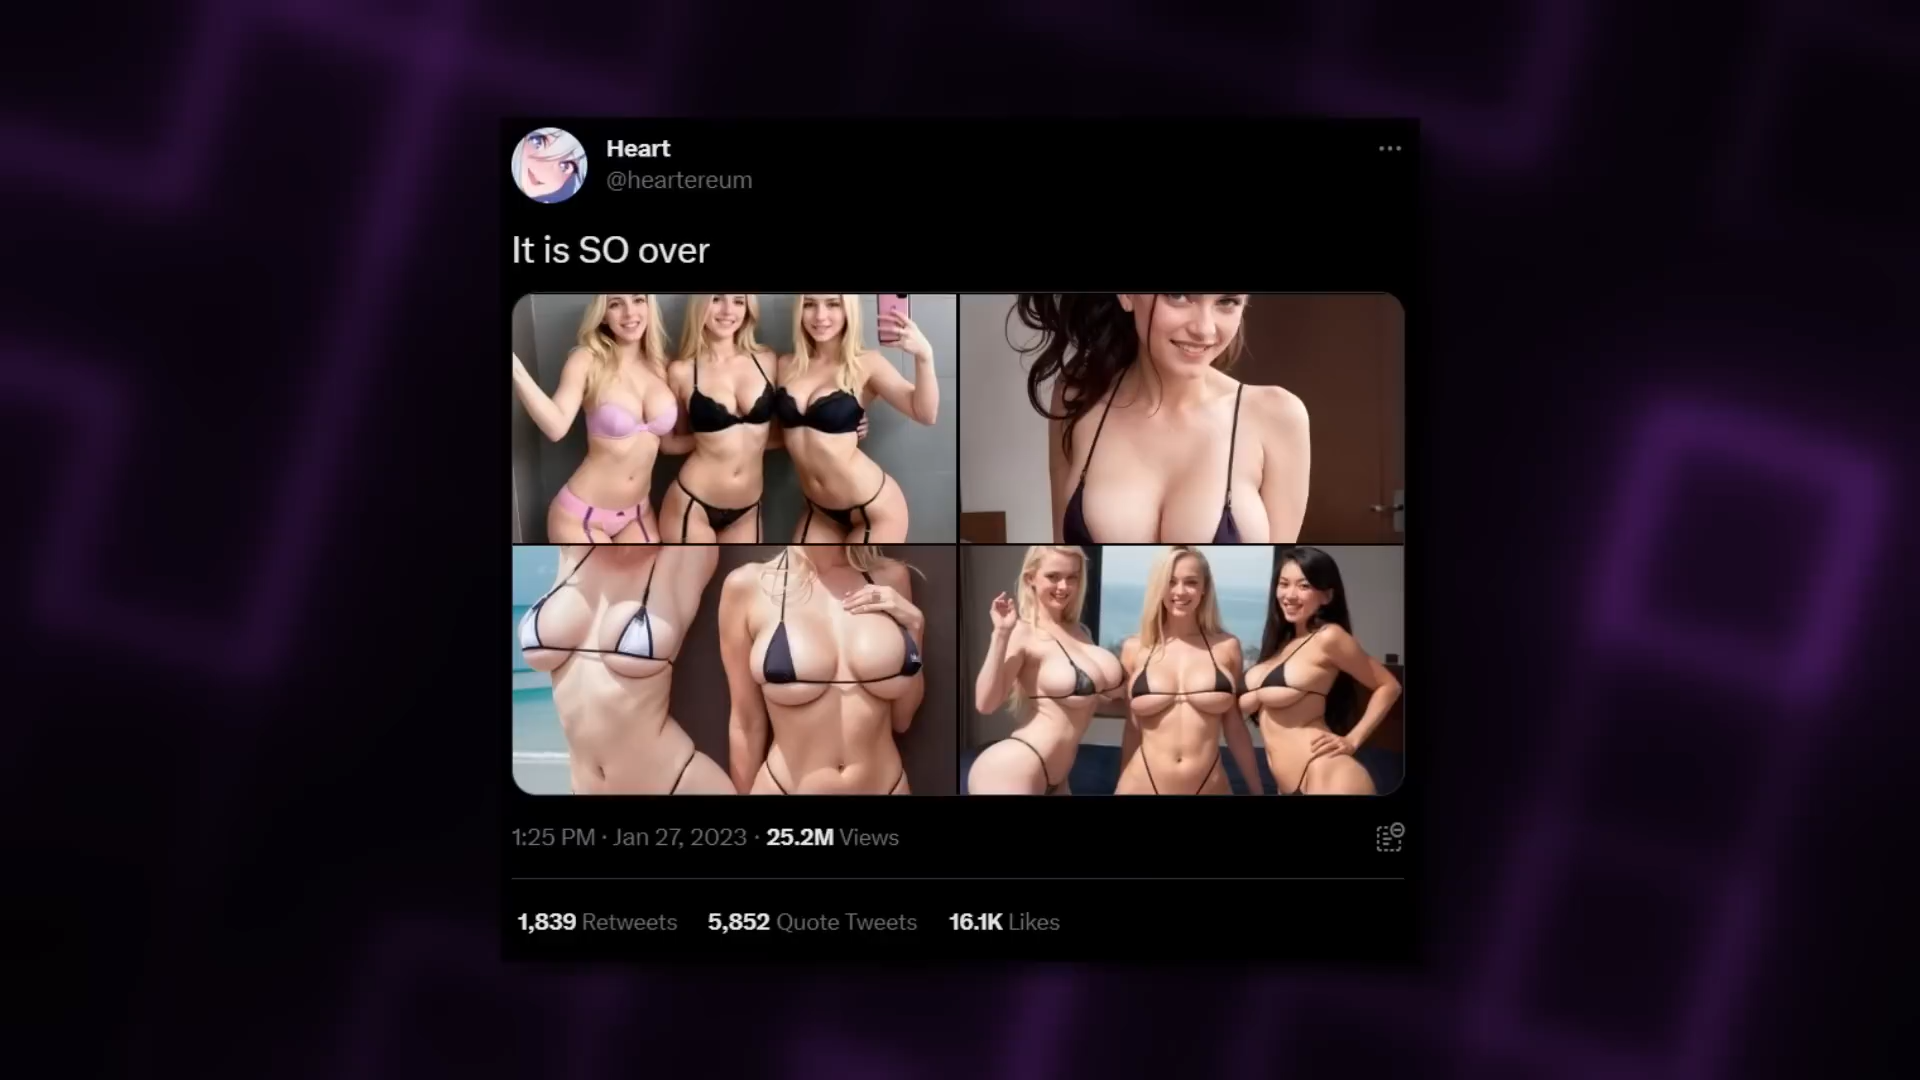 Heart
@heartereum
It is SO over
1:25 PM · Jan 27, 2023 · 25.2M Views
1,839 Retweets 5,852 Quote Tweets 16.1K Likes